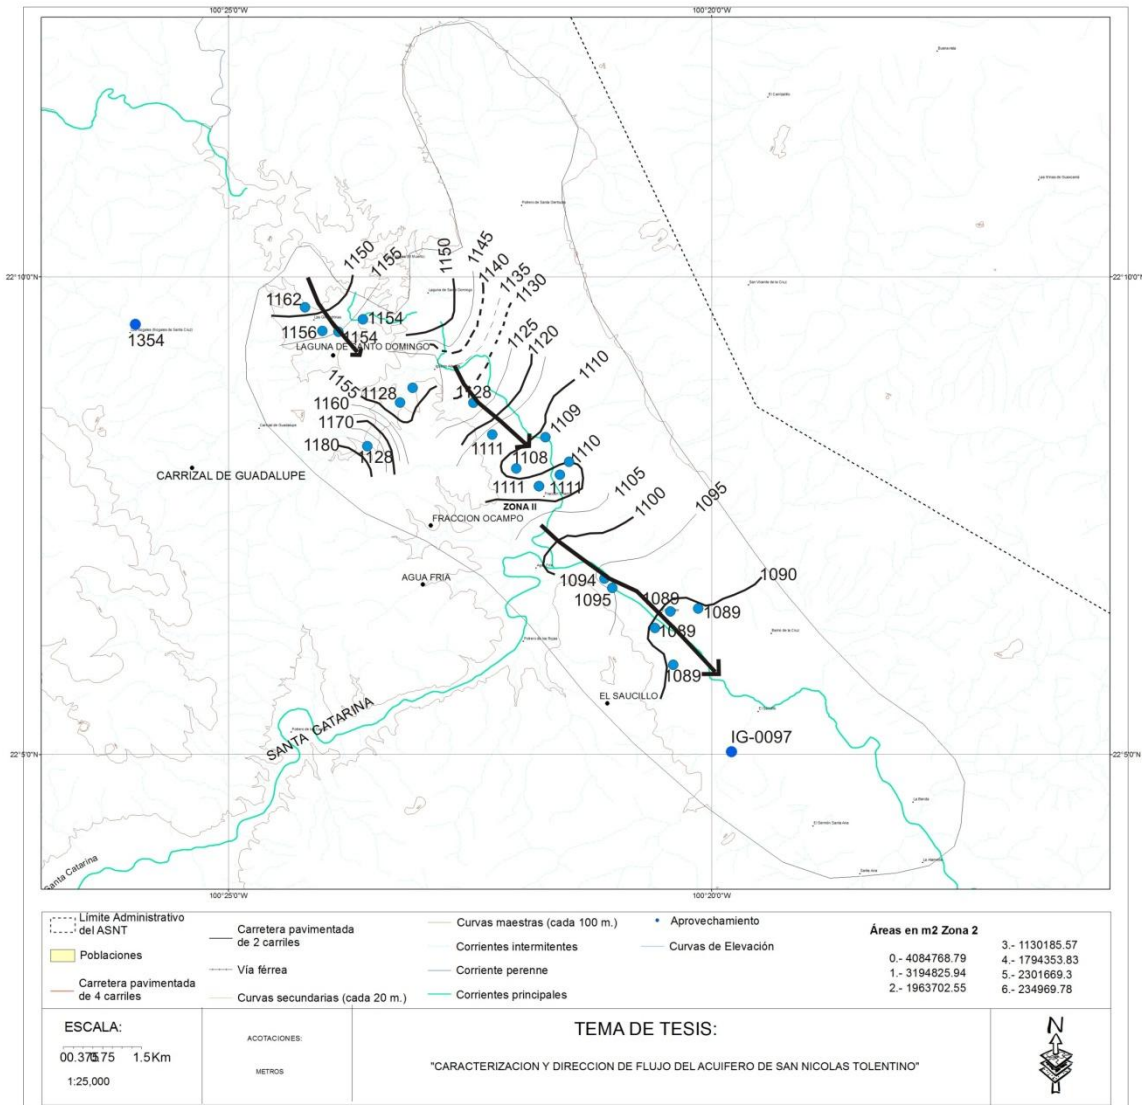 100°25'0"W
100°20'0"W
22°10'0"N
22°10'0"N
1150
1155
1150
1145
1140
1135
1130
1162
1154
1156
1154
1354
1125
1120
1110
LAGUNA DE SANTO DOMINGO
1155
1128
1128
1160
1170
1180
1128
1109
1111
1108
1110
1111
1111
CARRIZAL DE GUADALUPE
ZONA II
1105
1100
1095
FRACCION OCAMPO
AGUA FRIA
1094
1095
1090
1089
1089
1089
1089
EL SAUCILLO
SANTA CATARINA
IG-0097
22°5'0"N
22°5'0"N
Santa Catarina
100°25'0"W
100°20'0"W
Límite Administrativo
del ASNT
Poblaciones
Carretera pavimentada
de 4 carriles
Carretera pavimentada
de 2 carriles
Vía férrea
Curvas secundarias (cada 20 m.)
Curvas maestras (cada 100 m.)
Corrientes intermitentes
Corriente perenne
Corrientes principales
Aprovechamiento
Curvas de Elevación
Áreas en m2 Zona 2
0.- 4084768.79
1.- 3194825.94
2.- 1963702.55
3.- 1130185.57
4.- 1794353.83
5.- 2301669.3
6.- 234969.78
ESCALA:
00.3750.75 1.5 Km
1:25,000
ACOTACIONES:
METROS
TEMA DE TESIS:
"CARACTERIZACION Y DIRECCION DE FLUJO DEL ACUIFERO DE SAN NICOLAS TOLENTINO"
N